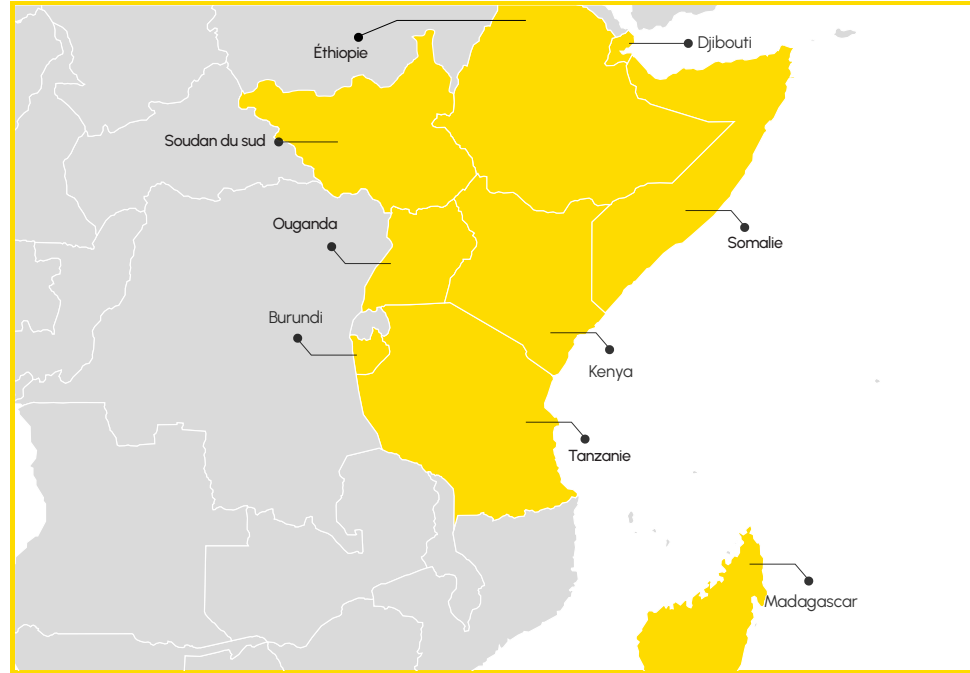 Djibouti
Éthiopie
Soudan du sud
Ouganda
Somalie
Burundi
Kenya
Tanzanie
Madagascar